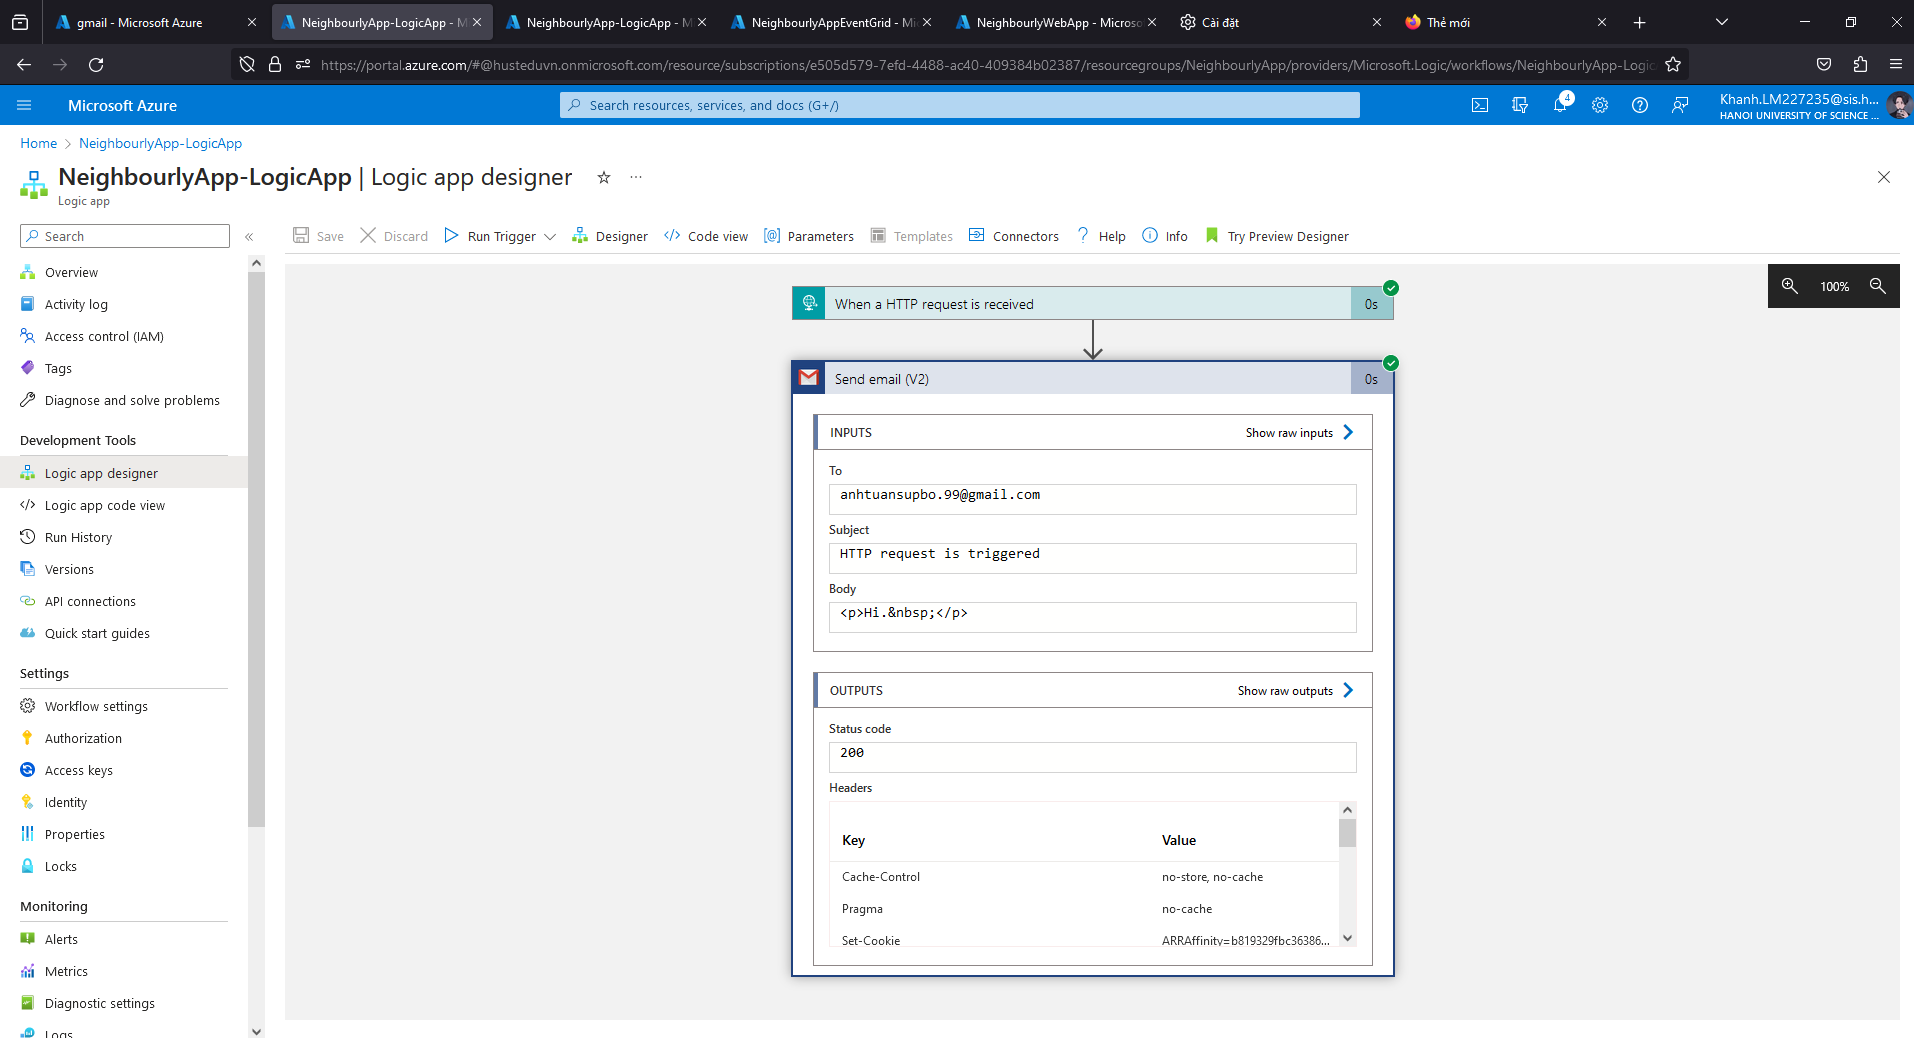 gmail - Microsoft Azure
NeighbourlyApp-LogicApp - M
NeighbourlyApp-LogicApp - M
NeighbourlyAppEventGrid - Mi
NeighbourlyWebApp - Microso
Cài đặt
Thẻ mới
https://portal.azure.com/#@husteduvn.onmicrosoft.com/resource/subscriptions/e505d579-7efd-4488-ac40-409384b02387/resourcegroups/NeighbourlyApp/providers/Microsoft.Logic/workflows/NeighbourlyApp-Logic
Microsoft Azure
Search resources, services, and docs (G+/)
4
Khanh.LM227235@sis.h...
HANOI UNIVERSITY OF SCIENCE ...
Home > NeighbourlyApp-LogicApp
NeighbourlyApp-LogicApp | Logic app designer
Logic app
Search
Save
Discard
Run Trigger
Designer
Code view
Parameters
Templates
Connectors
Help
Info
Try Preview Designer
Overview
Activity log
Access control (IAM)
Tags
Diagnose and solve problems
Development Tools
Logic app designer
Logic app code view
Run History
Versions
API connections
Quick start guides
Settings
Workflow settings
Authorization
Access keys
Identity
Properties
Locks
Monitoring
Alerts
Metrics
Diagnostic settings
Logs
100%
When a HTTP request is received
0s
Send email (V2)
0s
INPUTS
Show raw inputs
To
anhtuansupbo.99@gmail.com
Subject
HTTP request is triggered
Body
<p>Hi.&nbsp;</p>
OUTPUTS
Show raw outputs
Status code
200
Headers
Key Value
Cache-Control no-store, no-cache
Pragma no-cache
Set-Cookie ARRAffinity=b819329fbc36386...